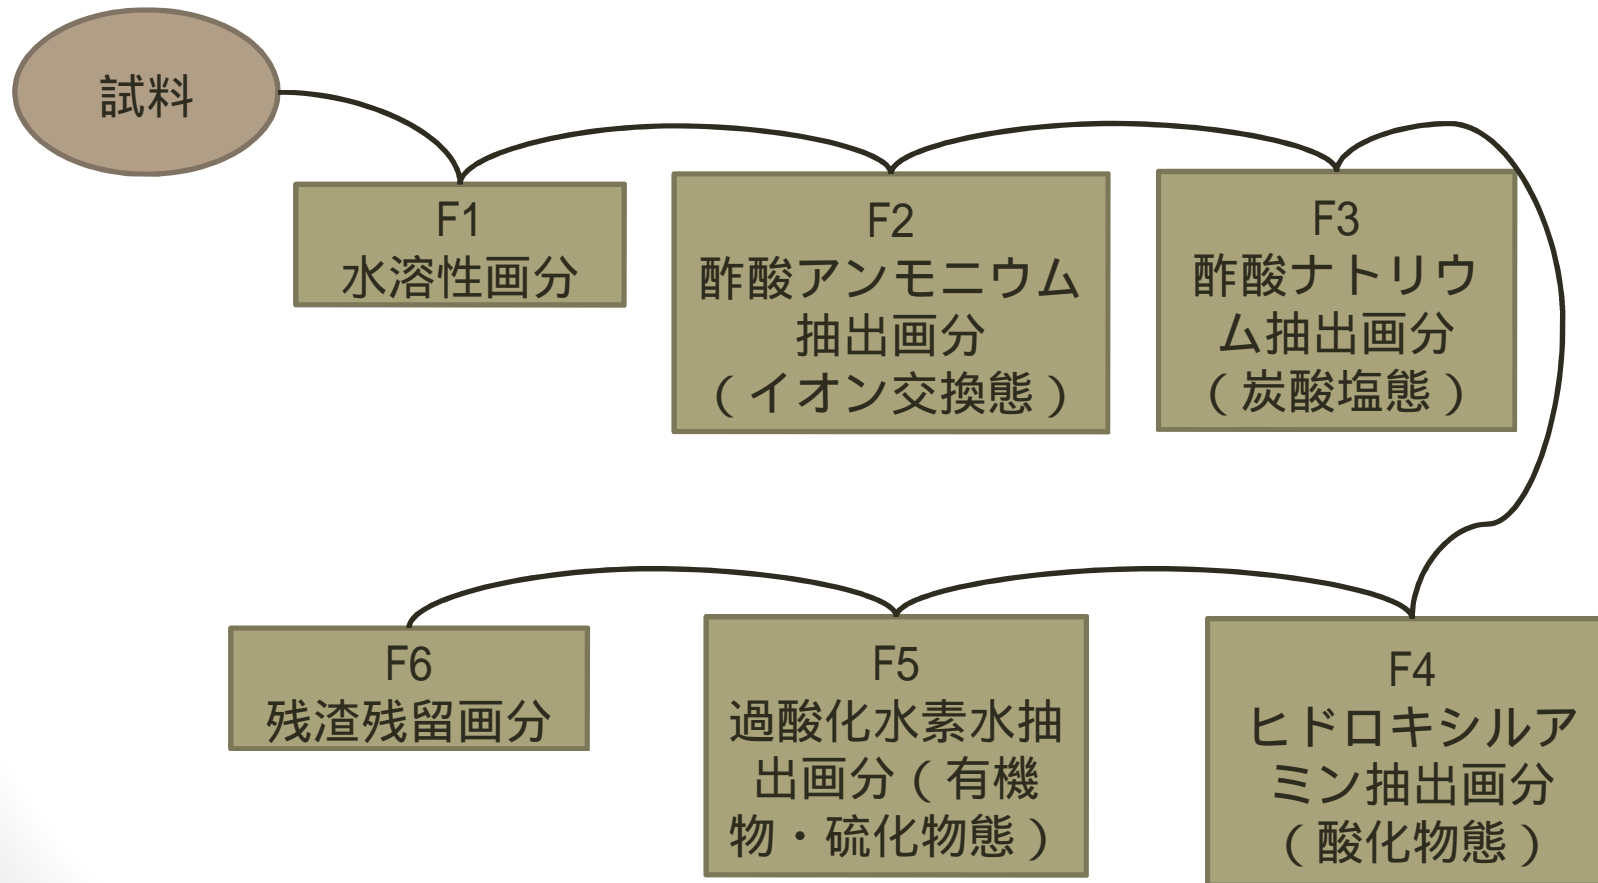 試料
F1
水溶性画分
F2
酢酸アンモニウム
抽出画分
（イオン交換態）
F3
酢酸ナトリウ
ム抽出画分
（炭酸塩態）
F4
ヒドロキシルア
ミン抽出画分
（酸化物態）
F5
過酸化水素水抽
出画分（有機
物・硫化物態）
F6
残渣残留画分